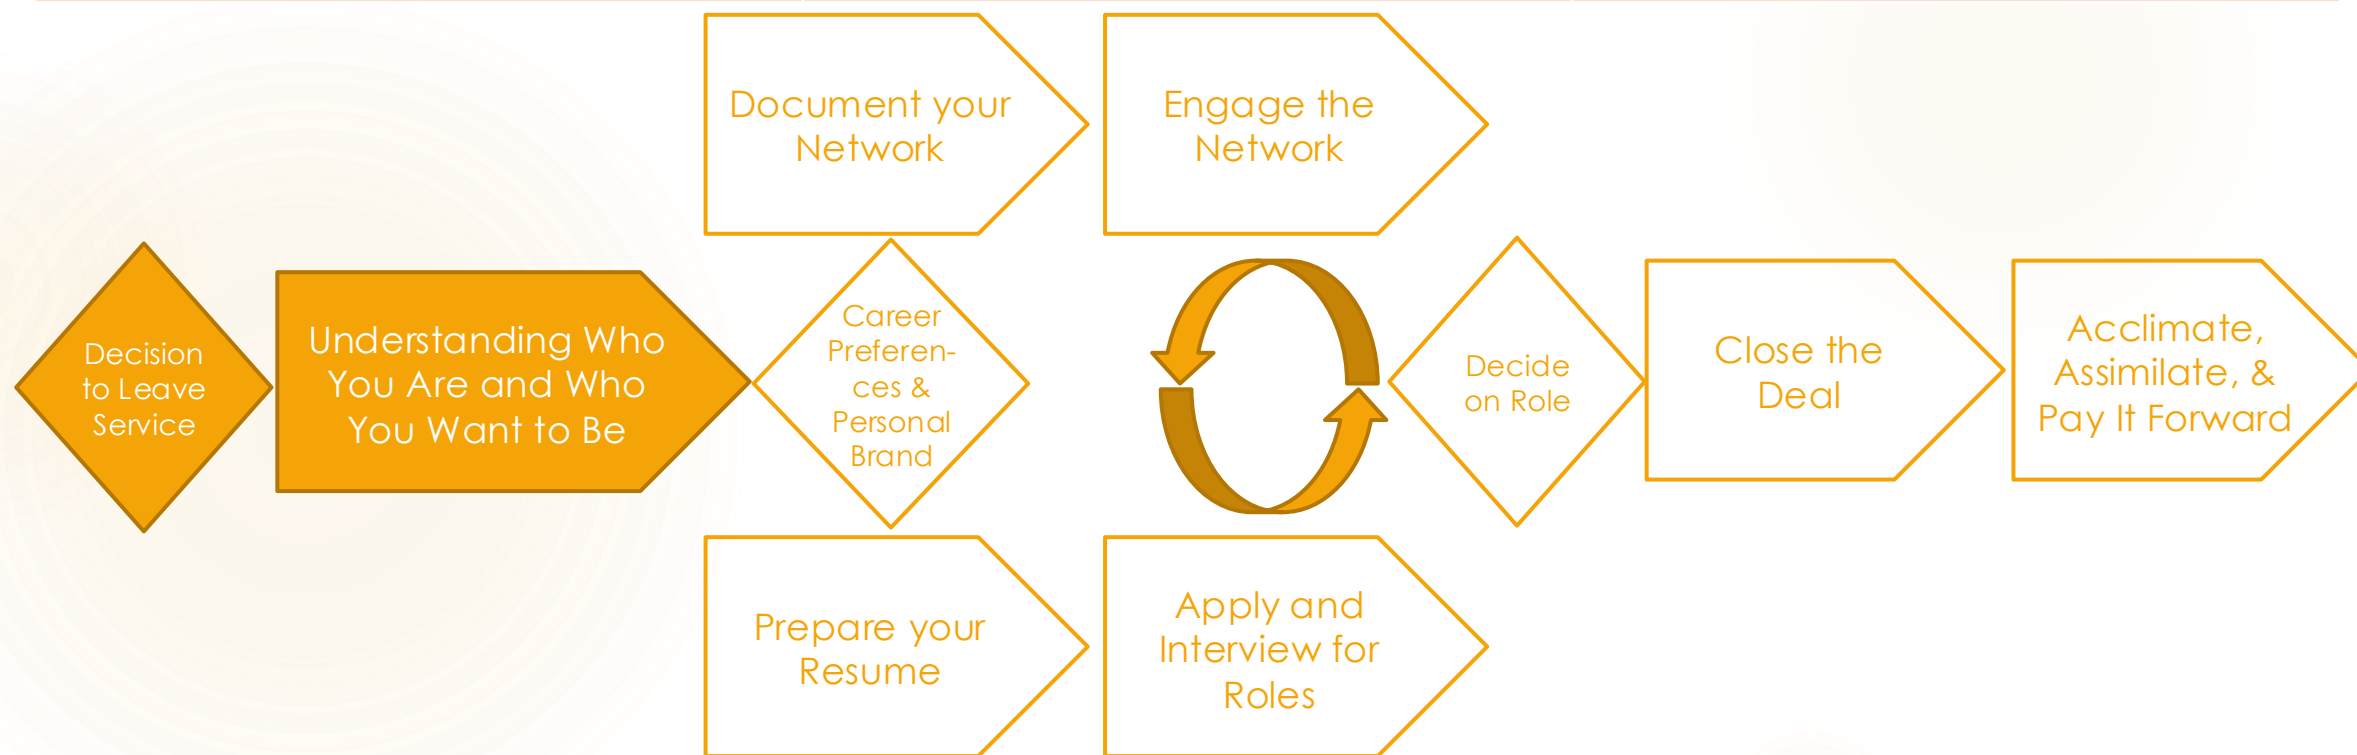 Document your
Network
Engage the
Network
Decision
to Leave
Service
Understanding Who
You Are and Who
You Want to Be
Career
Preferen-
ces &
Personal
Brand
Decide
on Role
Close the
Deal
Acclimate,
Assimilate, &
Pay It Forward
Prepare your
Resume
Apply and
Interview for
Roles